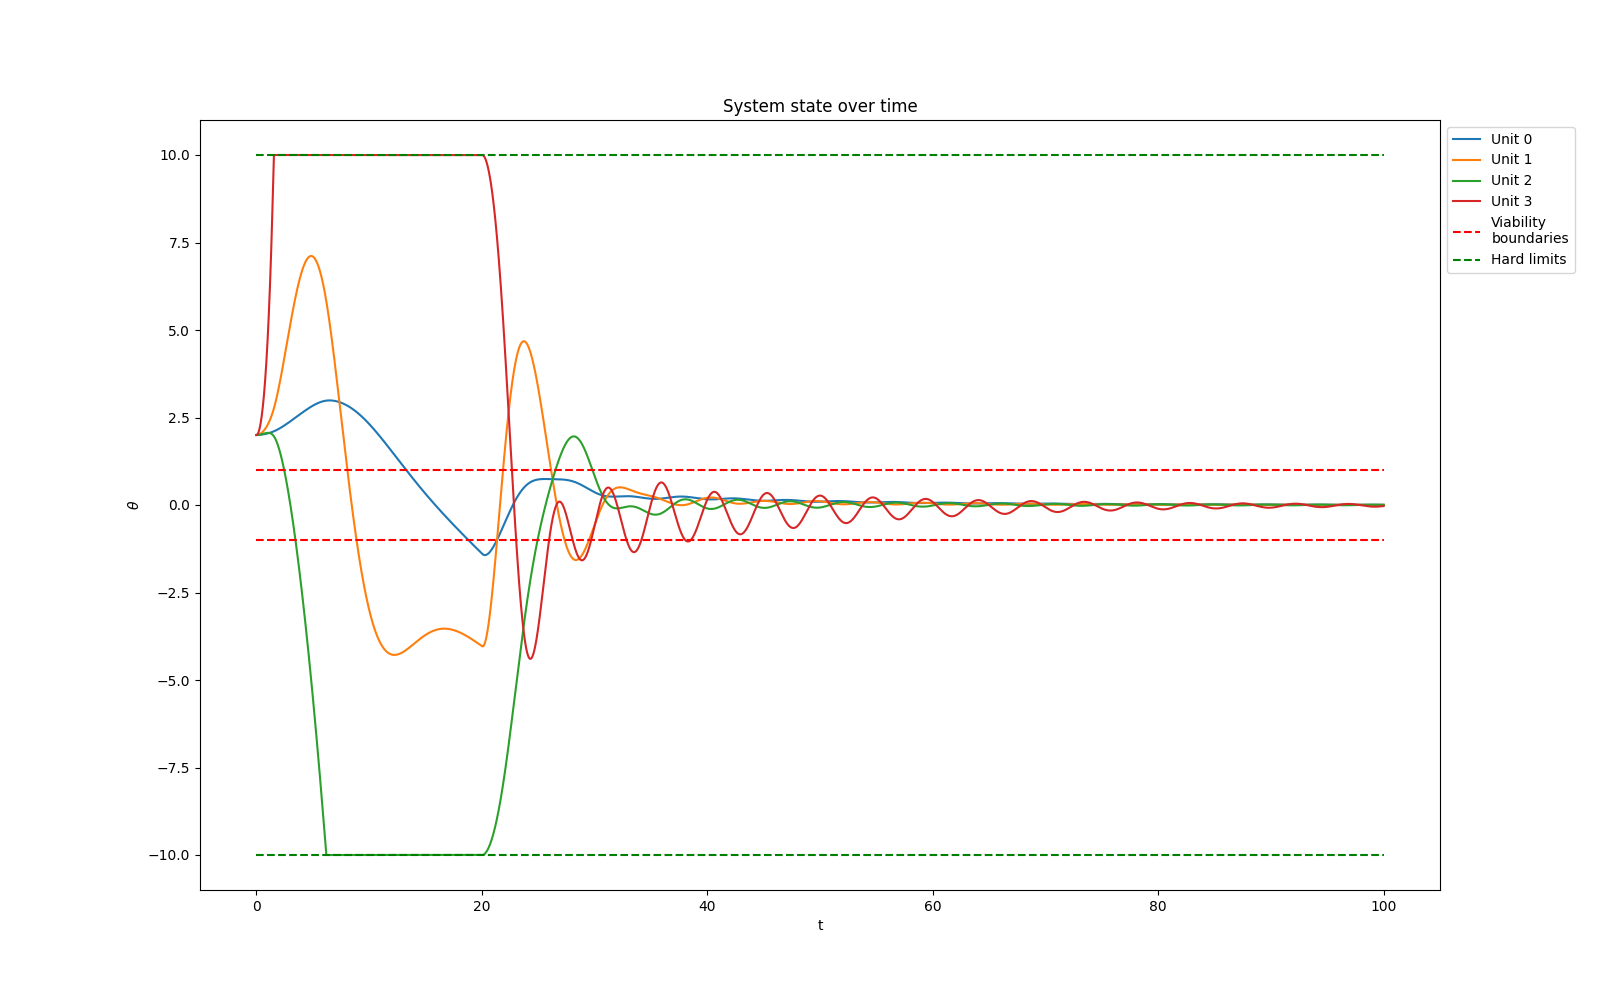 System state over time
10.0
7.5
5.0
2.5
0.0
−2.5
−5.0
−7.5
−10.0
θ
0
20
40
60
80
100
t
Unit 0
Unit 1
Unit 2
Unit 3
Viability
boundaries
Hard limits